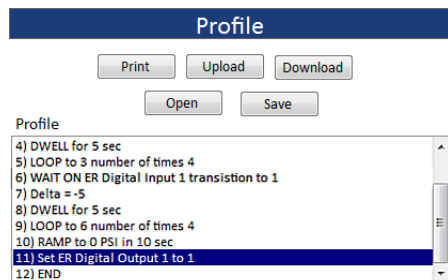 Profile
Print Upload Download
Open Save
Profile
4) DWELL for 5 sec
5) LOOP to 3 number of times 4
6) WAIT ON ER Digital Input 1 transistion to 1
7) Delta = -5
8) DWELL for 5 sec
9) LOOP to 6 number of times 4
10) RAMP to 0 PSI in 10 sec
11) Set ER Digital Output 1 to 1
12) END